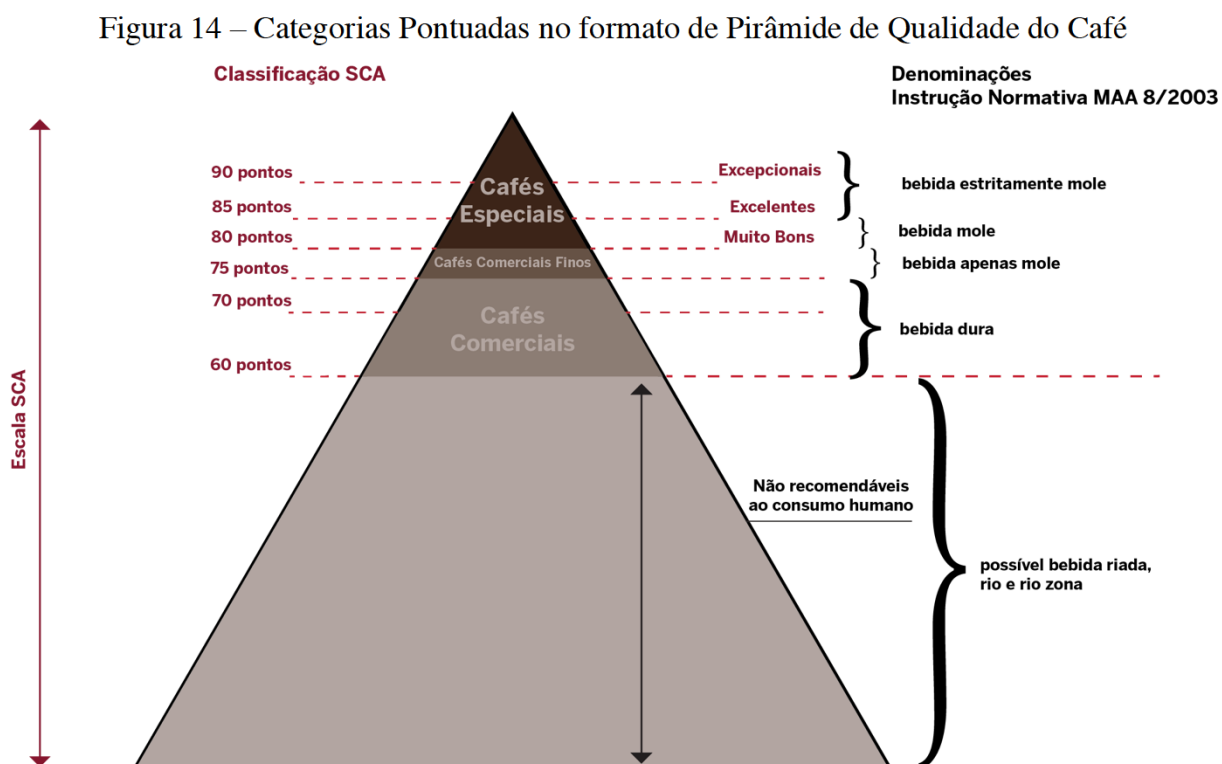 Figura 14 – Categorias Pontuadas no formato de Pirâmide de Qualidade do Café
Classificação SCA
Denominações
Instrução Normativa MAA 8/2003
Escala SCA
90 pontos
85 pontos
80 pontos
75 pontos
70 pontos
60 pontos
Cafés
Especiais
Cafés Comerciais Finos
Cafés
Comerciais
Excepcionais
Excelentes
Muito Bons
bebida estritamente mole
bebida mole
bebida apenas mole
bebida dura
Não recomendáveis
ao consumo humano
possível bebida riada,
rio e rio zona